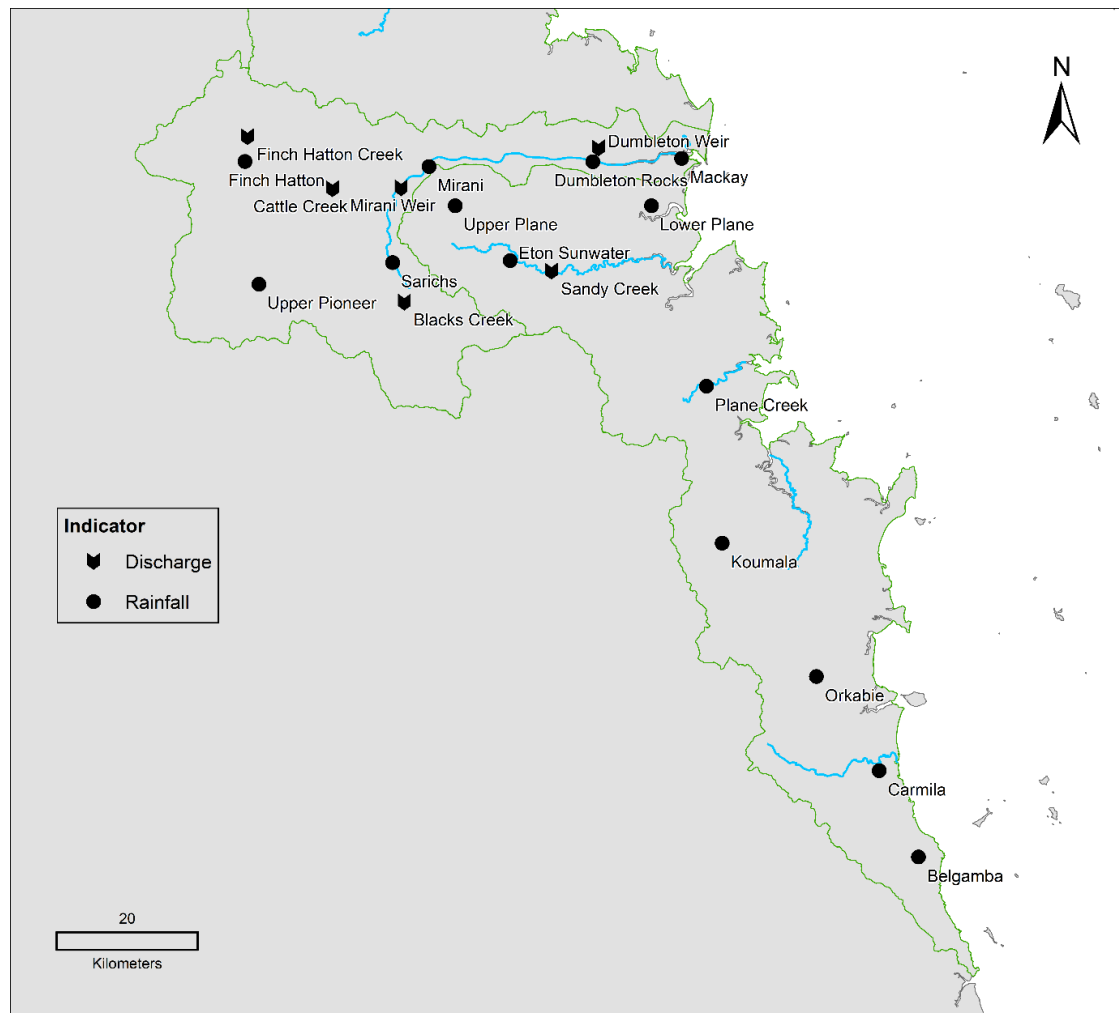 N
Dumbleton Weir
Finch Hatton Creek
Finch Hatton
Mirani
Dumbleton Rocks
Mackay
Cattle Creek
Mirani Weir
Upper Plane
Lower Plane
Eton Sunwater
Sarichs
Sandy Creek
Upper Pioneer
Blacks Creek
Plane Creek
Indicator
Discharge
Rainfall
Koumala
Orkabie
Carmila
Belgamba
20
Kilometers